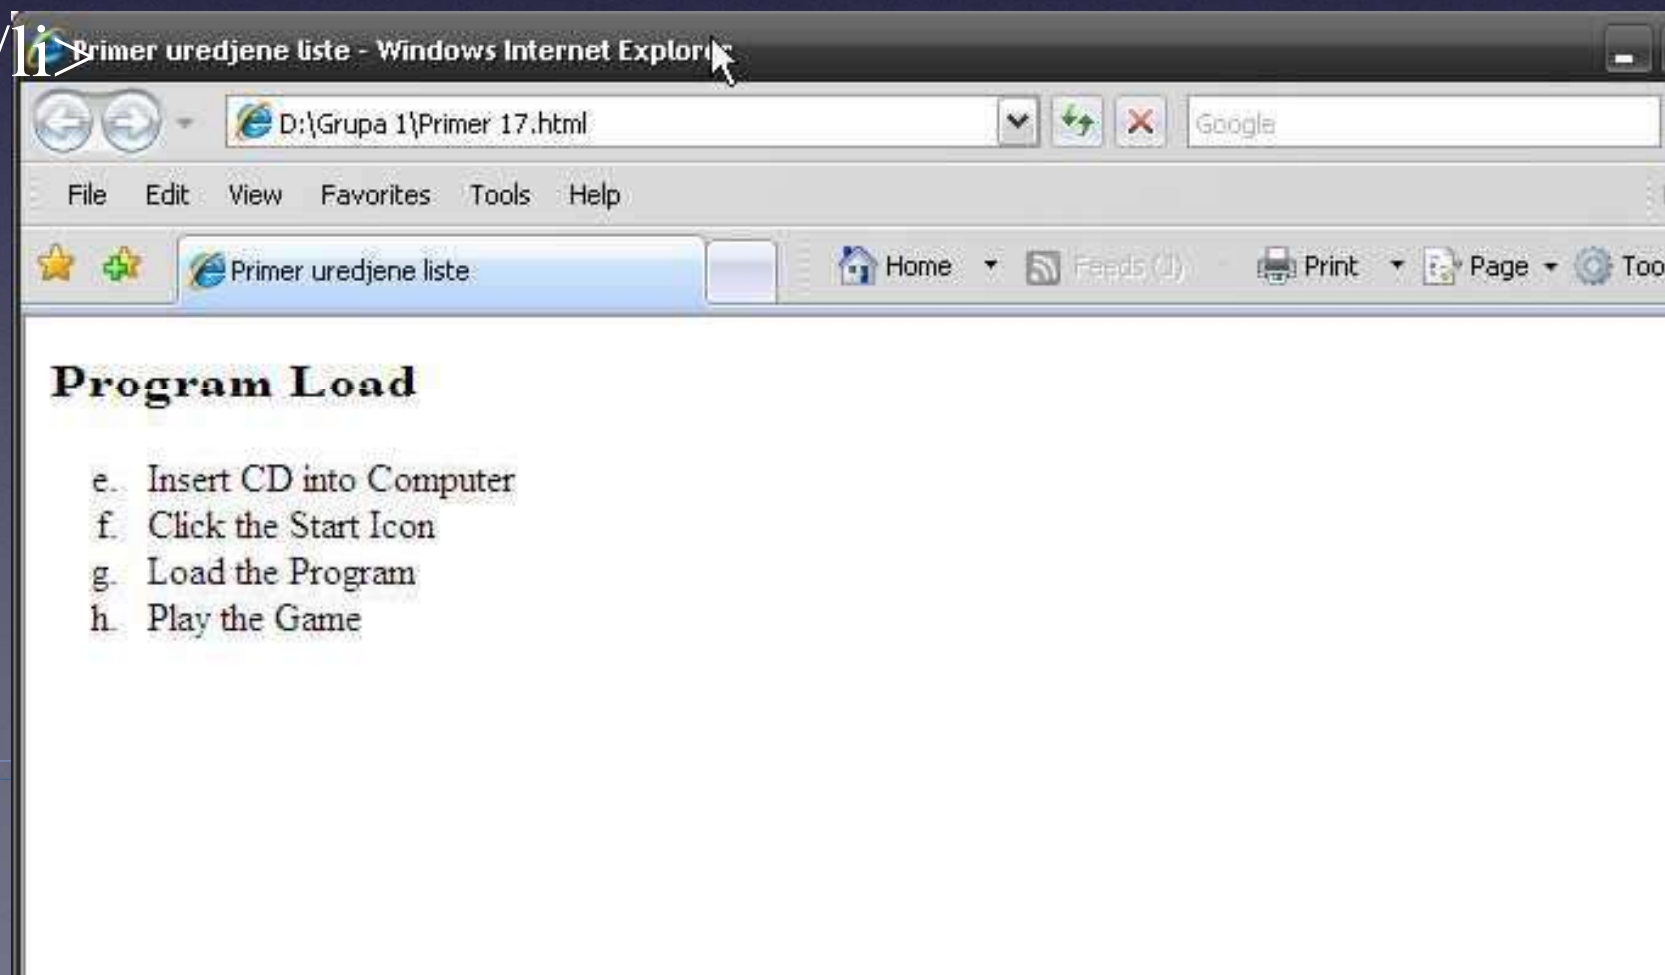 /li>
Primer uredjene liste - Windows Internet Explorer
D:\Grupa 1\Primer 17.html
Google
File Edit View Favorites Tools Help
Primer uredjene liste
Home Feeds (J) Print Page Too
Program Load
e. Insert CD into Computer
f. Click the Start Icon
g. Load the Program
h. Play the Game